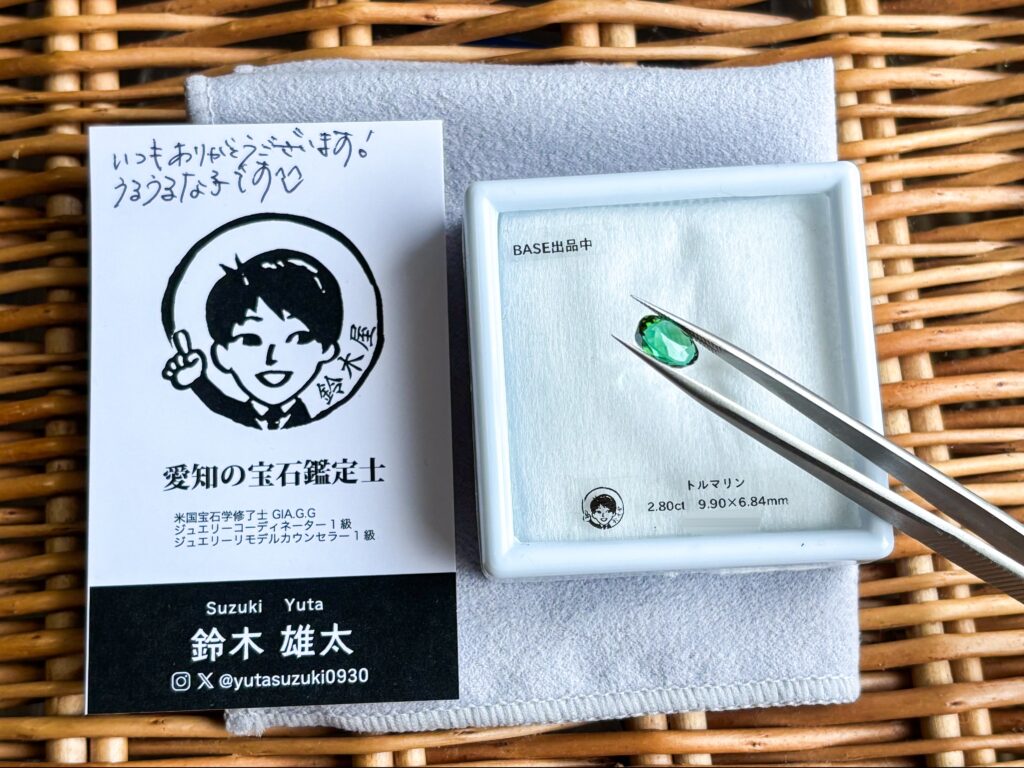 いつもありがとうございます!
うるうるな子です
鈴木屋
愛知の宝石鑑定士
米国宝石学修了士 GIA.G.G
ジュエリーコーディネーター1級
ジュエリーリモデルカウンセラー1級
Suzuki Yuta
鈴木 雄太
@yutasuzuki0930
BASE出品中
トルマリン
2.80ct 9.90×6.84mm